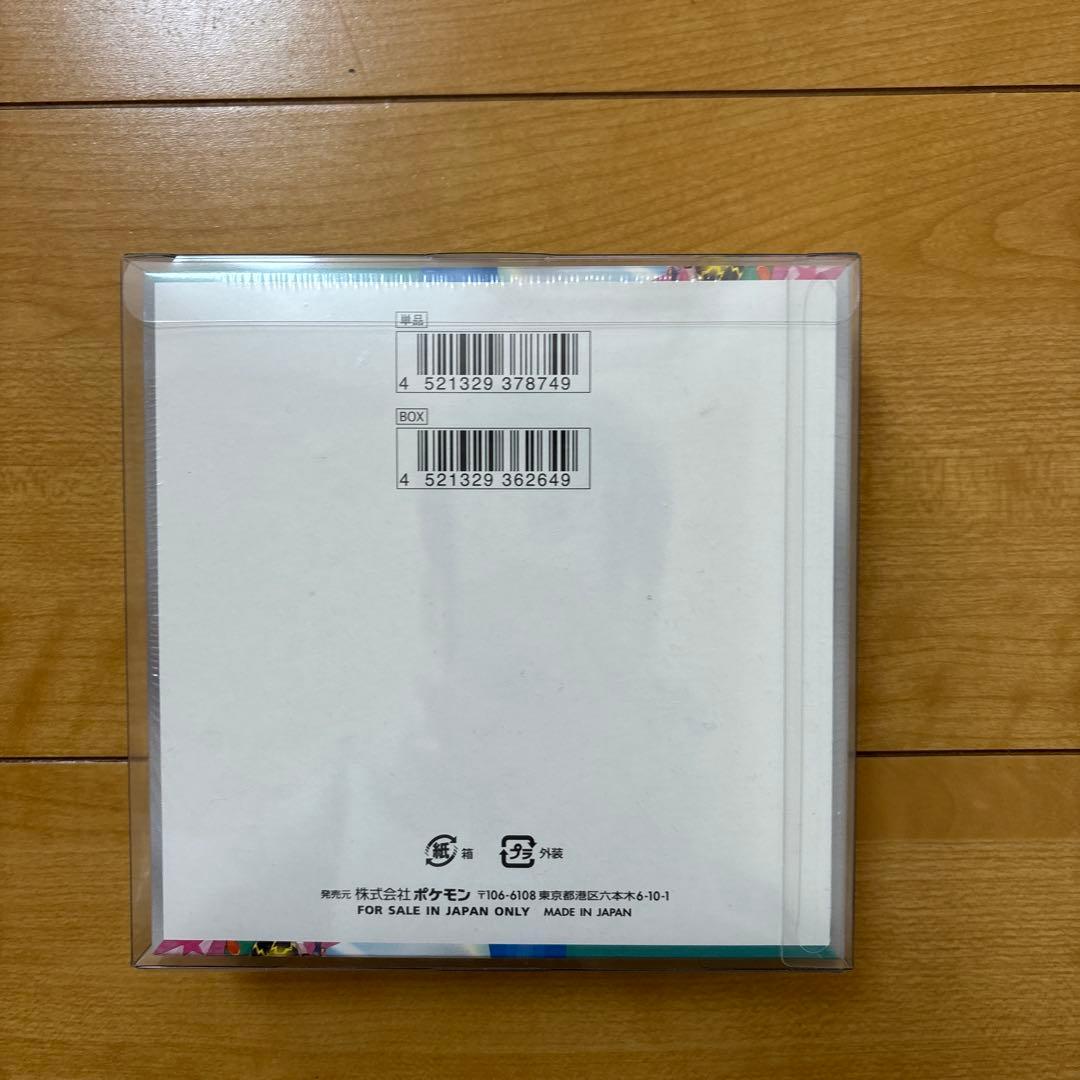 単品
4 521329 378749
BOX
4 521329 362649
紙 箱 プラ 外装
発売元 株式会社 ポケモン 〒106-6108 東京都港区六本木6-10-1
FOR SALE IN JAPAN ONLY MADE IN JAPAN